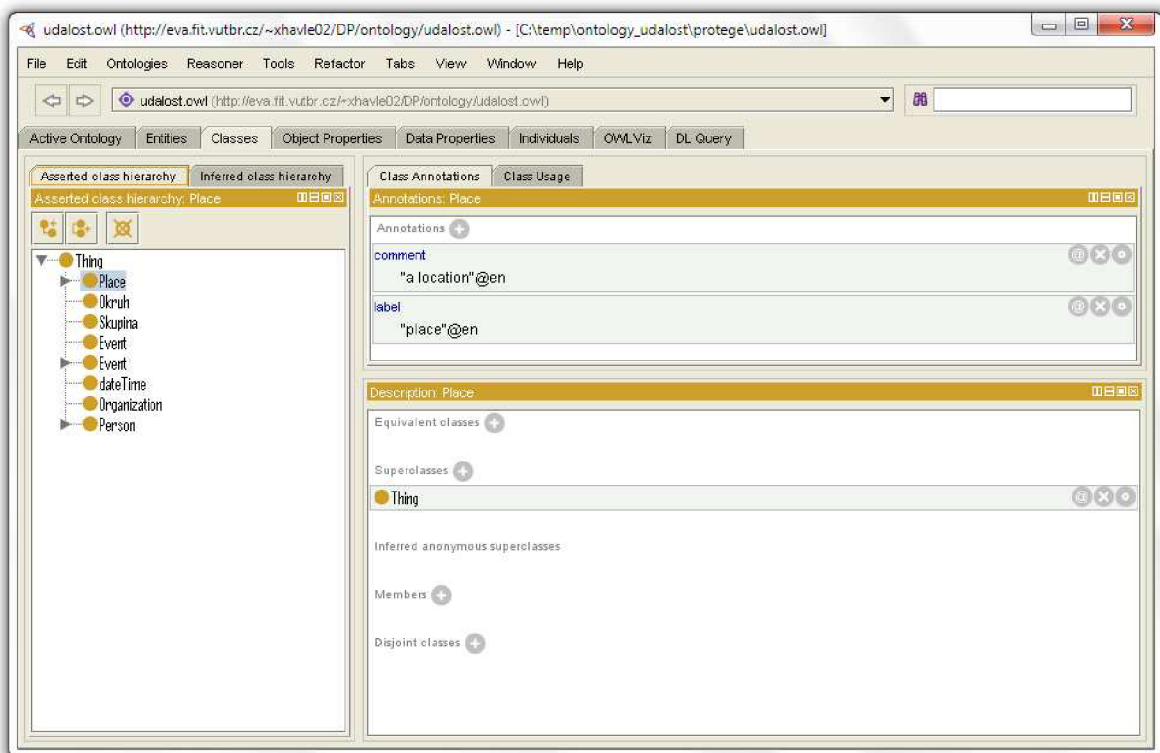 udalost.owl (http://eva.fit.vutbr.cz/~xhavle02/DP/ontology/udalost.owl) - [C:\temp\ontology_udalost\protege\udalost.owl]
File Edit Ontologies Reasoner Tools Refactor Tabs View Window Help
udalost.owl (http://eva.fit.vutbr.cz/~xhavle02/DP/ontology/udalost.owl)
Active Ontology Entities Classes Object Properties Data Properties Individuals OWLViz DL Query
Asserted class hierarchy Inferred class hierarchy
Asserted class hierarchy: Place
Thing
Place
Okruh
Skupina
Event
Event
dateTime
Organization
Person
Class Annotations Class Usage
Annotations: Place
Annotations
comment
"a location"@en
label
"place"@en
Description: Place
Equivalent classes
Superclasses
Thing
Inferred anonymous superclasses
Members
Disjoint classes